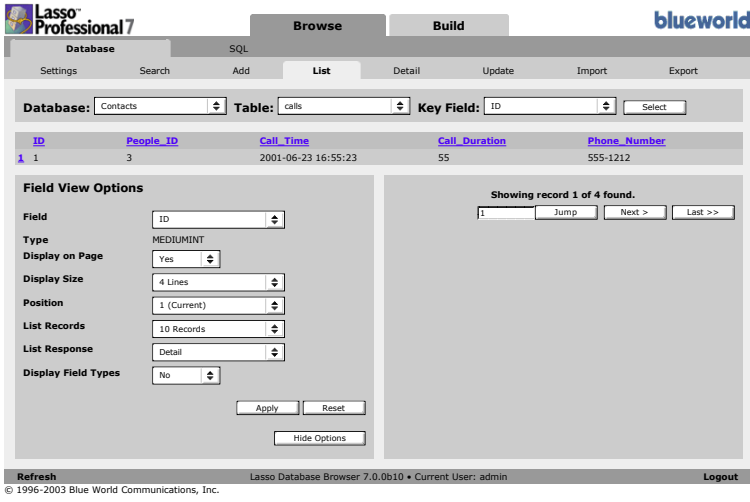 Lasso™
Professional 7
Browse Build
blueworld
Database SQL
Settings Search Add List Detail Update Import Export
Database: Contacts Table: calls Key Field: ID Select
ID People_ID Call_Time Call_Duration Phone_Number
1 1 3 2001-06-23 16:55:23 55 555-1212
Field View Options
Field ID
Type MEDIUMINT
Display on Page Yes
Display Size 4 Lines
Position 1 (Current)
List Records 10 Records
List Response Detail
Display Field Types No
Apply Reset
Hide Options
Showing record 1 of 4 found.
1 Jump Next > Last >>
Refresh Lasso Database Browser 7.0.0b10 • Current User: admin Logout
© 1996-2003 Blue World Communications, Inc.